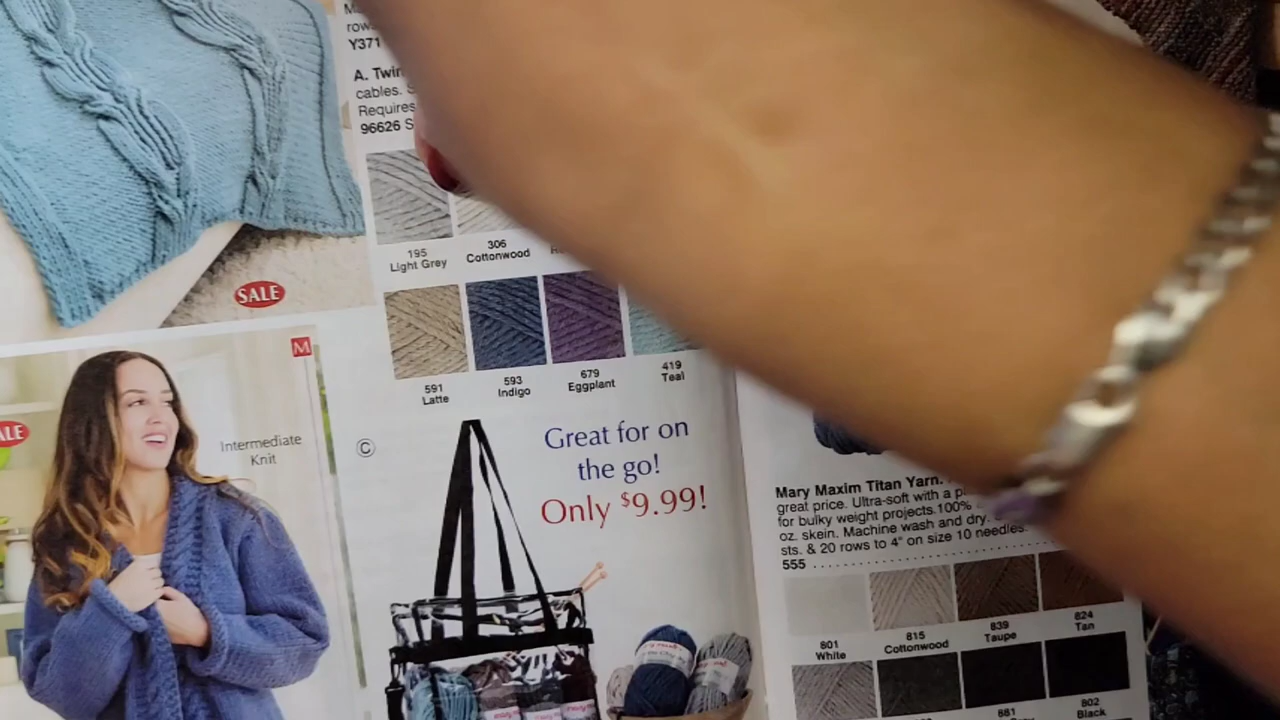 row
Y371
A. Twin
cables. S
Requires
96626 S
195
Light Grey
306
Cottonwood
SALE
591
Latte
593
Indigo
679
Eggplant
419
Teal
M
Intermediate
Knit
C
Great for on
the go!
Only $9.99!
Mary Maxim Titan Yarn.
great price. Ultra-soft with a
for bulky weight projects.100%
oz. skein. Machine wash and dry.
sts. & 20 rows to 4" on size 10 needles
555
801
White
815
Cottonwood
839
Taupe
824
Tan
802
Black